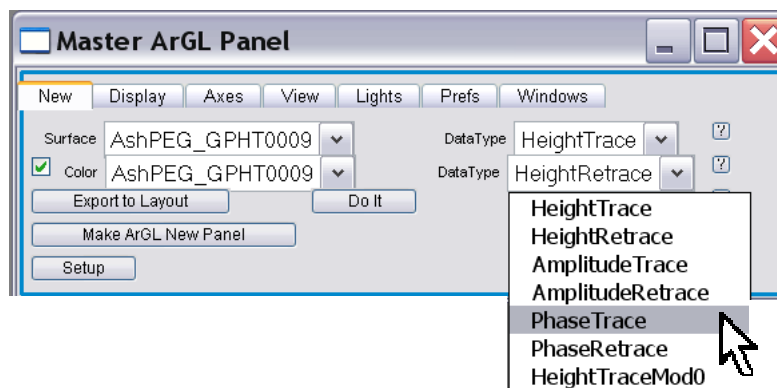 Master ArGL Panel
New Display Axes View Lights Prefs Windows
Surface AshPEG_GPHT0009 DataType HeightTrace ?
Color AshPEG_GPHT0009 DataType HeightRetrace ?
Export to Layout Do It
Make ArGL New Panel
Setup
HeightTrace
HeightRetrace
AmplitudeTrace
AmplitudeRetrace
PhaseTrace
PhaseRetrace
HeightTraceMod0